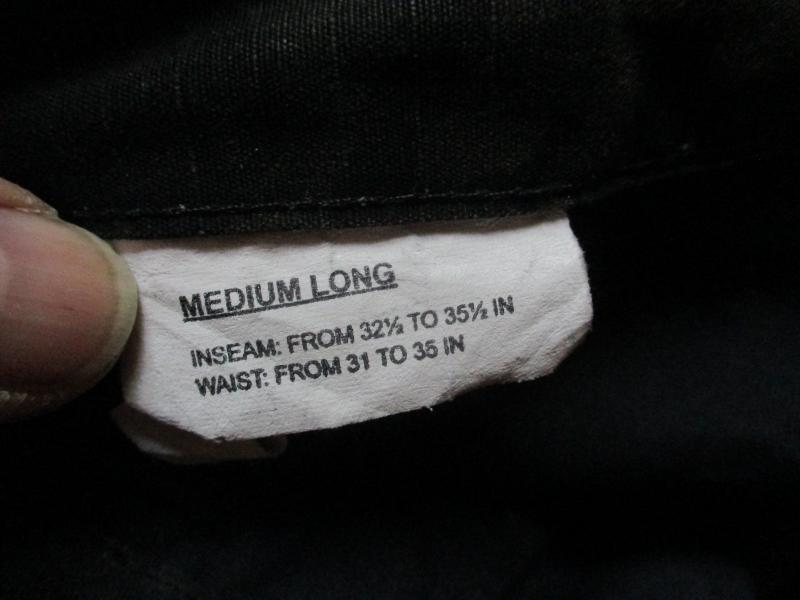 MEDIUM LONG
INSEAM: FROM 32½ TO 35½ IN
WAIST: FROM 31 TO 35 IN